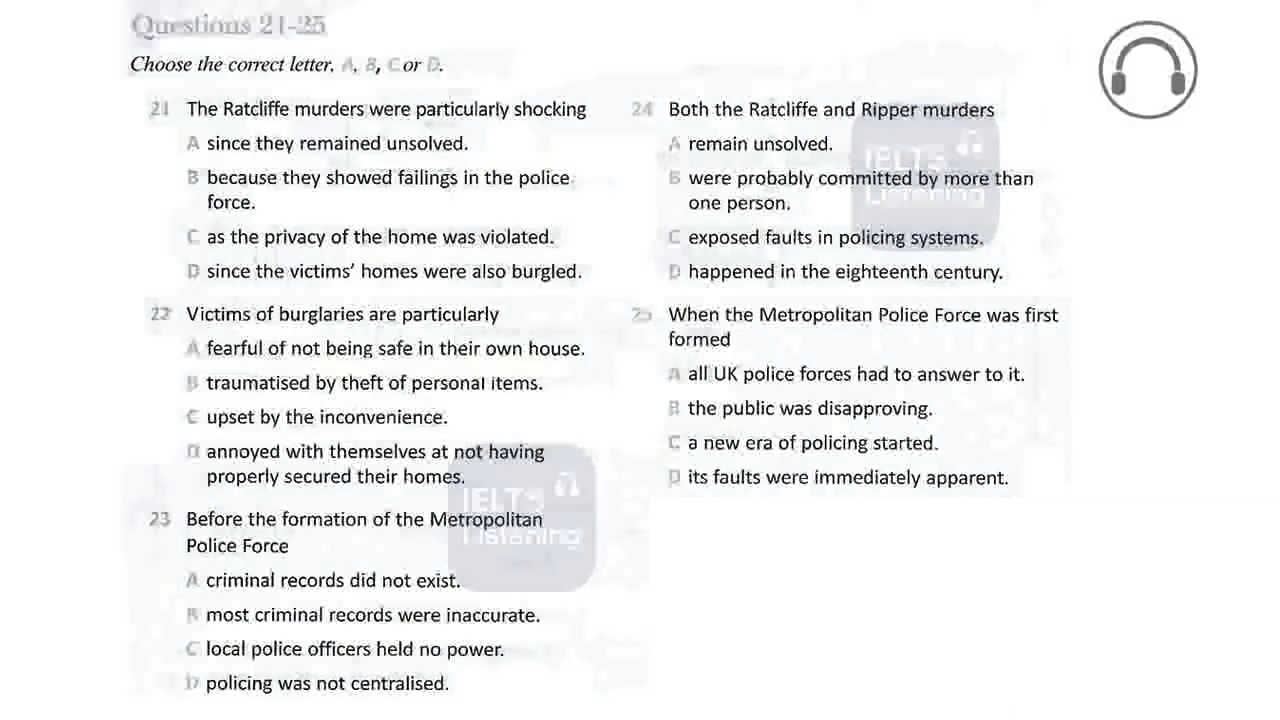 Questions 21-25
Choose the correct letter, A, B, C or D.
21 The Ratcliffe murders were particularly shocking
A since they remained unsolved.
B because they showed failings in the police
force.
C as the privacy of the home was violated.
D since the victims' homes were also burgled.
22 Victims of burglaries are particularly
A fearful of not being safe in their own house.
B traumatised by theft of personal items.
C upset by the inconvenience.
D annoyed with themselves at not having
properly secured their homes.
23 Before the formation of the Metropolitan
Police Force
A criminal records did not exist.
B most criminal records were inaccurate.
C local police officers held no power.
D policing was not centralised.
24 Both the Ratcliffe and Ripper murders
A remain unsolved.
B were probably committed by more than
one person.
C exposed faults in policing systems.
D happened in the eighteenth century.
25 When the Metropolitan Police Force was first
formed
A all UK police forces had to answer to it.
B the public was disapproving.
C a new era of policing started.
D its faults were immediately apparent.
IELTS
Listening
IELTS
Listening